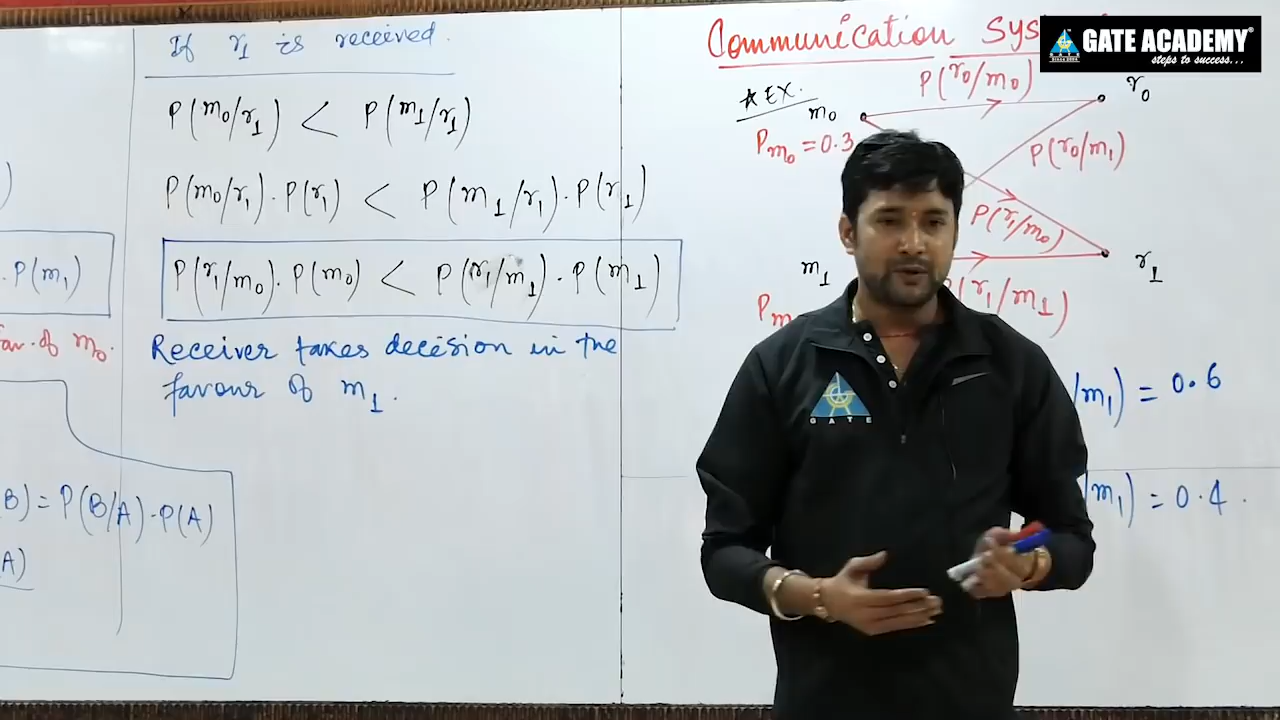 If r1 is received.
P(m0/r1) < P(m1/r1)
P(m0/r1) · P(r1) < P(m1/r1) · P(r1)
P(r1/m0) · P(m0) < P(r1/m1) · P(m1)
Receiver takes decision in the
favour of m1.
)
· P(m1)
fav. of m0.
B) = P(B/A) · P(A)
A)
Communication Sys
GATE ACADEMY®
steps to success...
* EX.
P(r0/m0)
r0
m0
Pm0 = 0.3
P(r0/m1)
P(r1/m0)
m1
r1
Pm
P(r1/m1)
/m1) = 0.6
/m1) = 0.4 .
GATE